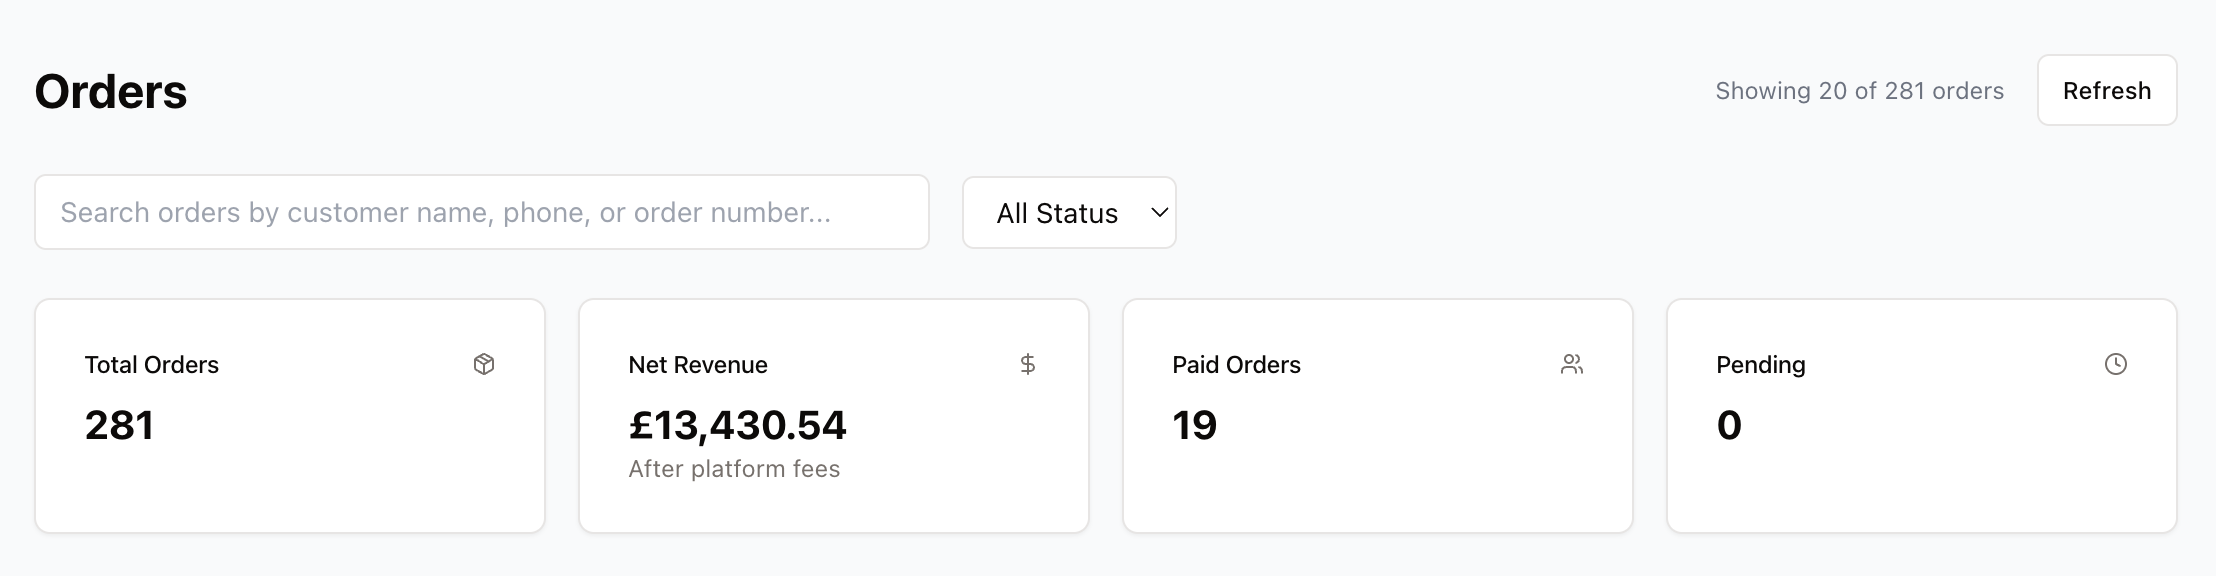 Orders
Showing 20 of 281 orders
Refresh
Search orders by customer name, phone, or order number...
All Status
Total Orders
281
Net Revenue
$
£13,430.54
After platform fees
Paid Orders
19
Pending
0